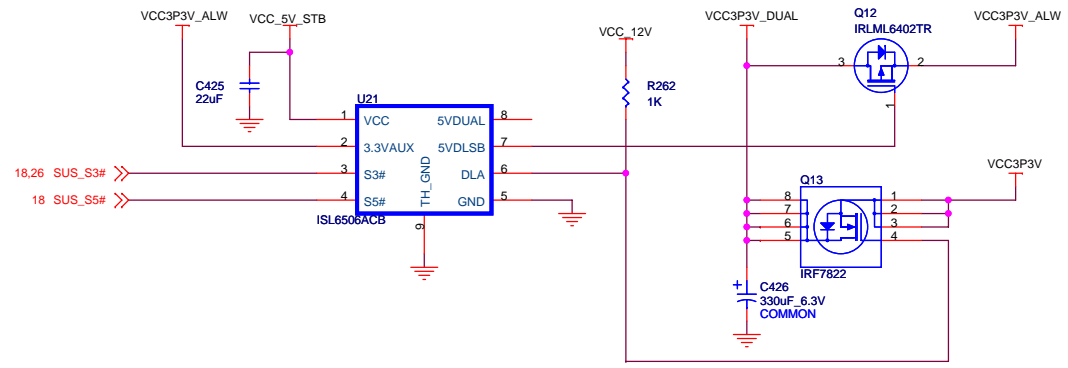 VCC3P3V_ALW
VCC_5V_STB
VCC_12V
VCC3P3V_DUAL
Q12
IRLML6402TR
VCC3P3V_ALW
3
2
1
C425
22uF
R262
1K
U21
1 VCC 5VDUAL 8
2 3.3VAUX 5VDLSB 7
18,26 SUS_S3# 3 S3# DLA 6
18 SUS_S5# 4 S5# GND 5
TH_GND
9
ISL6506ACB
VCC3P3V
Q13
8 1
7 2
6 3
5 4
IRF7822
+
C426
330uF_6.3V
COMMON